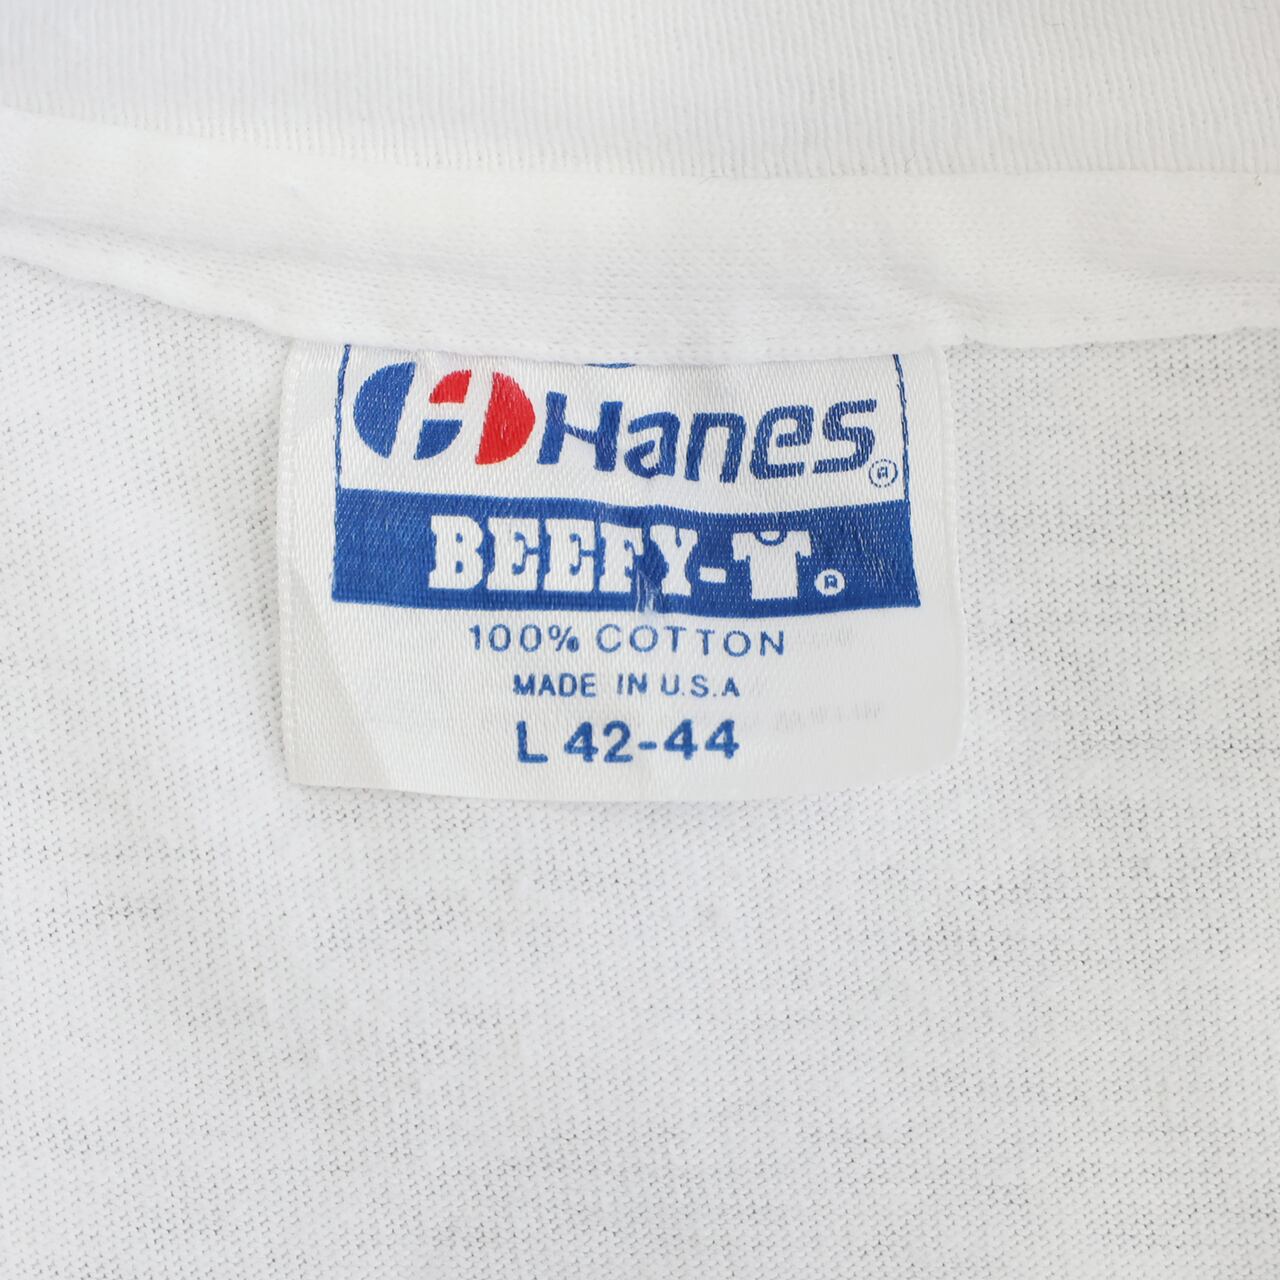 Hanes®
BEEFY-T®
100% COTTON
MADE IN U.S.A
L 42-44